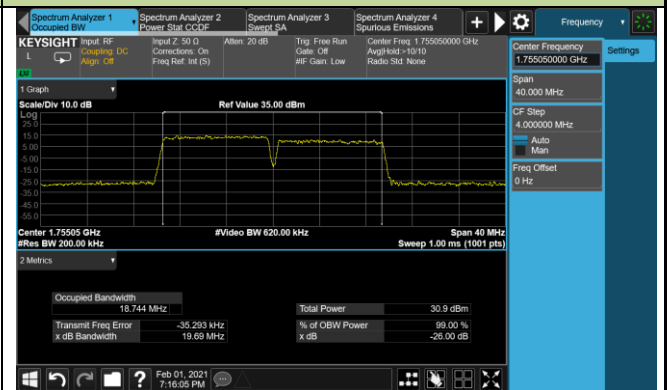 Spectrum Analyzer 1
Occupied BW
Spectrum Analyzer 2
Power Stat CCDF
Spectrum Analyzer 3
Swept SA
Spectrum Analyzer 4
Spurious Emissions
Frequency
KEYSIGHT
L
Input: RF
Coupling: DC
Align: Off
Input Z: 50 Ω
Corrections: On
Freq Ref: Int (S)
Atten: 20 dB
Trig: Free Run
Gate: Off
#IF Gain: Low
Center Freq: 1.755050000 GHz
Avg|Hold:>10/10
Radio Std: None
Center Frequency
1.755050000 GHz
Settings
Span
40.000 MHz
CF Step
4.000000 MHz
Auto
Man
Freq Offset
0 Hz
1 Graph
Scale/Div 10.0 dB
Ref Value 35.00 dBm
Log
25.0
15.0
5.00
-5.00
-15.0
-25.0
-35.0
-45.0
-55.0
Center 1.75505 GHz
#Video BW 620.00 kHz
Span 40 MHz
#Res BW 200.00 kHz
Sweep 1.00 ms (1001 pts)
2 Metrics
Occupied Bandwidth
18.744 MHz
Total Power
30.9 dBm
Transmit Freq Error
-35.293 kHz
% of OBW Power
99.00 %
x dB Bandwidth
19.69 MHz
x dB
-26.00 dB
?
Feb 01, 2021
7:16:05 PM